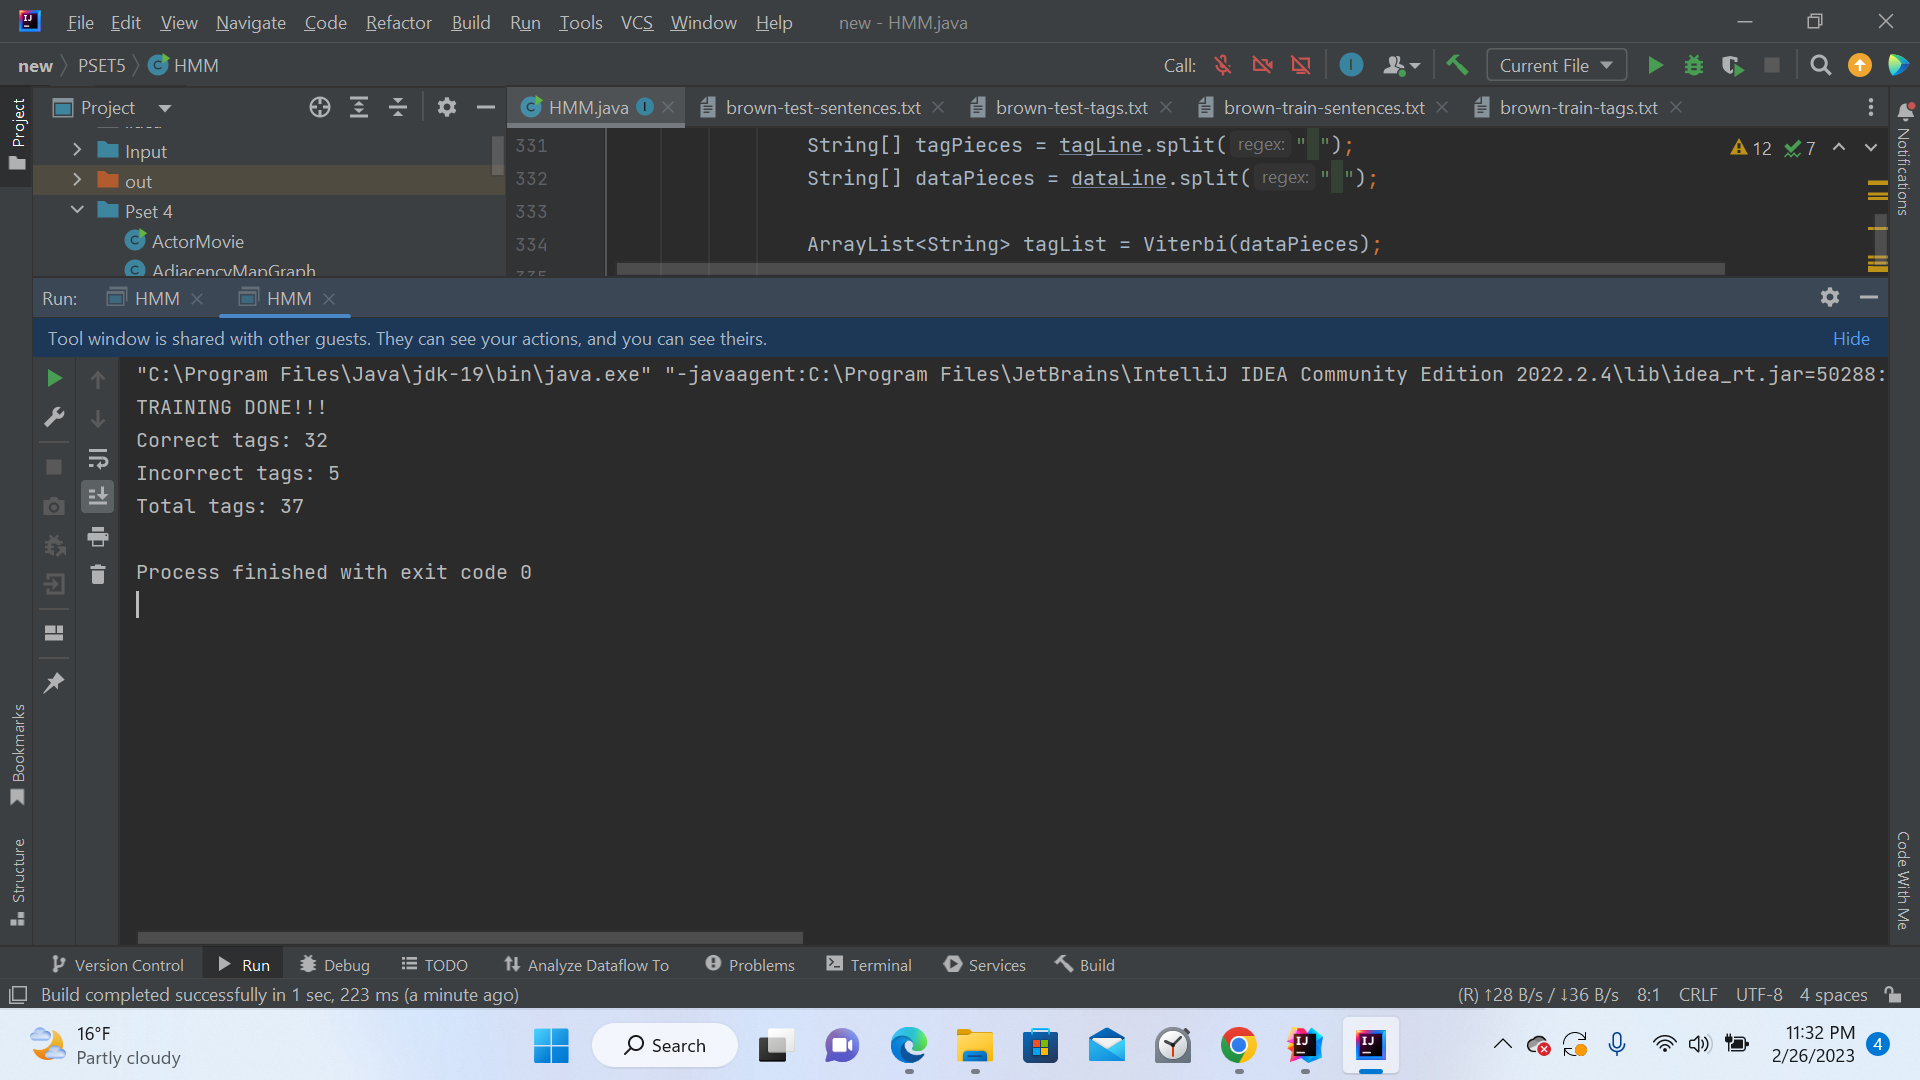 File Edit View Navigate Code Refactor Build Run Tools VCS Window Help new - HMM.java
new PSET5 HMM Call: Current File
Project HMM.java brown-test-sentences.txt brown-test-tags.txt brown-train-sentences.txt brown-train-tags.txt
Project
Notifications
Input
out
Pset 4
ActorMovie
AdjacencyMapGraph
331 String[] tagPieces = tagLine.split( regex: " ");
332 String[] dataPieces = dataLine.split( regex: " ");
333
334 ArrayList<String> tagList = Viterbi(dataPieces);
335
12 7
Run: HMM HMM
Tool window is shared with other guests. They can see your actions, and you can see theirs. Hide
"C:\Program Files\Java\jdk-19\bin\java.exe" "-javaagent:C:\Program Files\JetBrains\IntelliJ IDEA Community Edition 2022.2.4\lib\idea_rt.jar=50288:
TRAINING DONE!!!
Correct tags: 32
Incorrect tags: 5
Total tags: 37
Process finished with exit code 0
Bookmarks
Structure
Code With Me
Version Control Run Debug TODO Analyze Dataflow To Problems Terminal Services Build
Build completed successfully in 1 sec, 223 ms (a minute ago) (R) ↑28 B/s / ↓36 B/s 8:1 CRLF UTF-8 4 spaces
16°F
Partly cloudy
Search
11:32 PM
2/26/2023
4